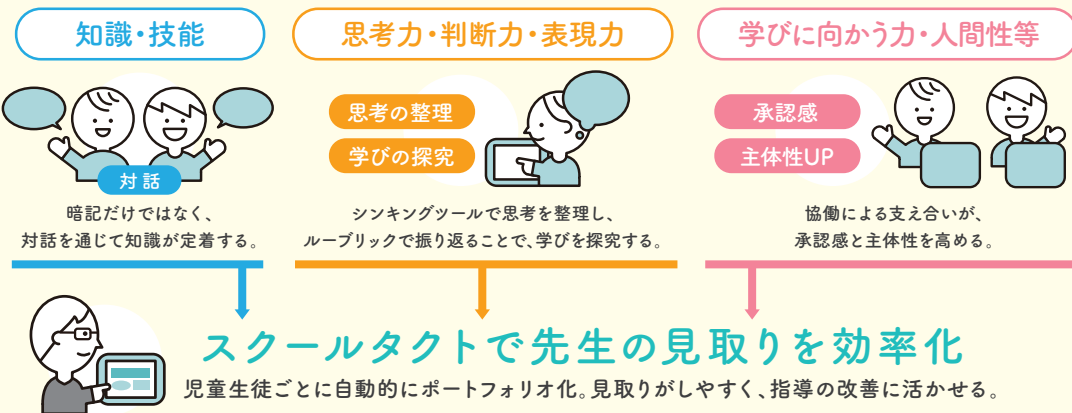 知識・技能
対話
暗記だけではなく、
対話を通じて知識が定着する。
思考力・判断力・表現力
思考の整理
学びの探究
シンキングツールで思考を整理し、
ルーブリックで振り返ることで、学びを探究する。
学びに向かう力・人間性等
承認感
主体性UP
協働による支え合いが、
承認感と主体性を高める。
スクールタクトで先生の見取りを効率化
児童生徒ごとに自動的にポートフォリオ化。見取りがしやすく、指導の改善に活かせる。